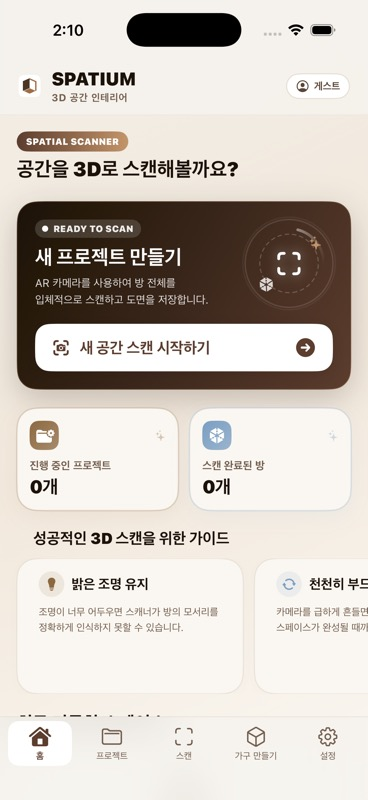 2:10
SPATIUM
3D 공간 인테리어
게스트
SPATIAL SCANNER
공간을 3D로 스캔해볼까요?
READY TO SCAN
새 프로젝트 만들기
AR 카메라를 사용하여 방 전체를
입체적으로 스캔하고 도면을 저장합니다.
새 공간 스캔 시작하기
진행 중인 프로젝트
0개
스캔 완료된 방
0개
성공적인 3D 스캔을 위한 가이드
밝은 조명 유지
조명이 너무 어두우면 스캐너가 방의 모서리를
정확하게 인식하지 못할 수 있습니다.
천천히
카메라를 급하게 흔들면
스페이스가 완성될
홈
프로젝트
스캔
가구 만들기
설정